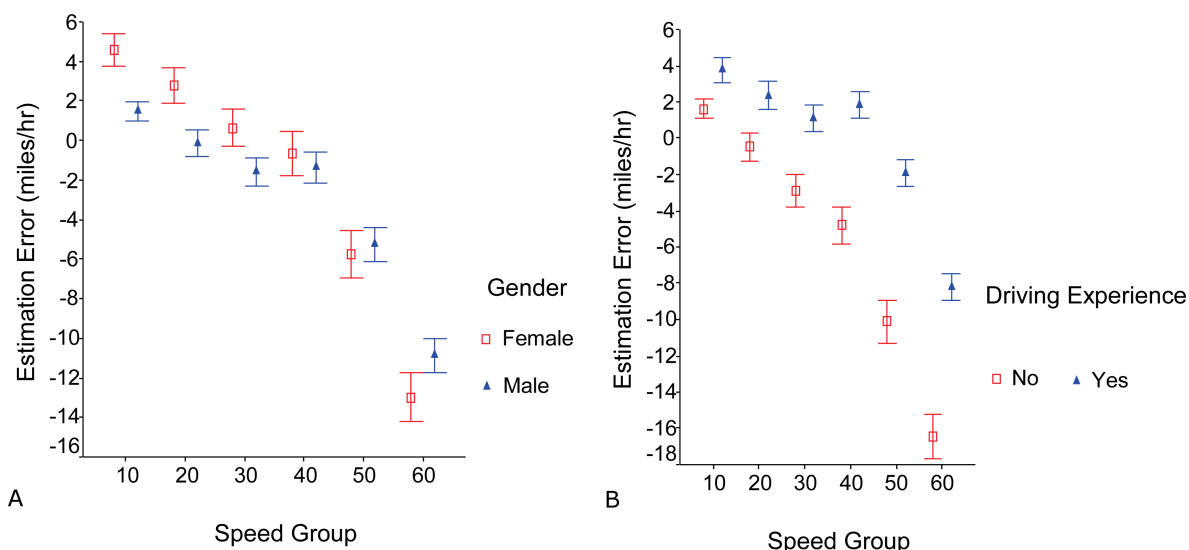 6
4
2
0
-2
-4
-6
-8
-10
-12
-14
-16
Estimation Error (miles/hr)
10 20 30 40 50 60
Speed Group
A
Gender
Female
Male
6
4
2
0
-2
-4
-6
-8
-10
-12
-14
-16
-18
Estimation Error (miles/hr)
10 20 30 40 50 60
Speed Group
B
Driving Experience
No Yes